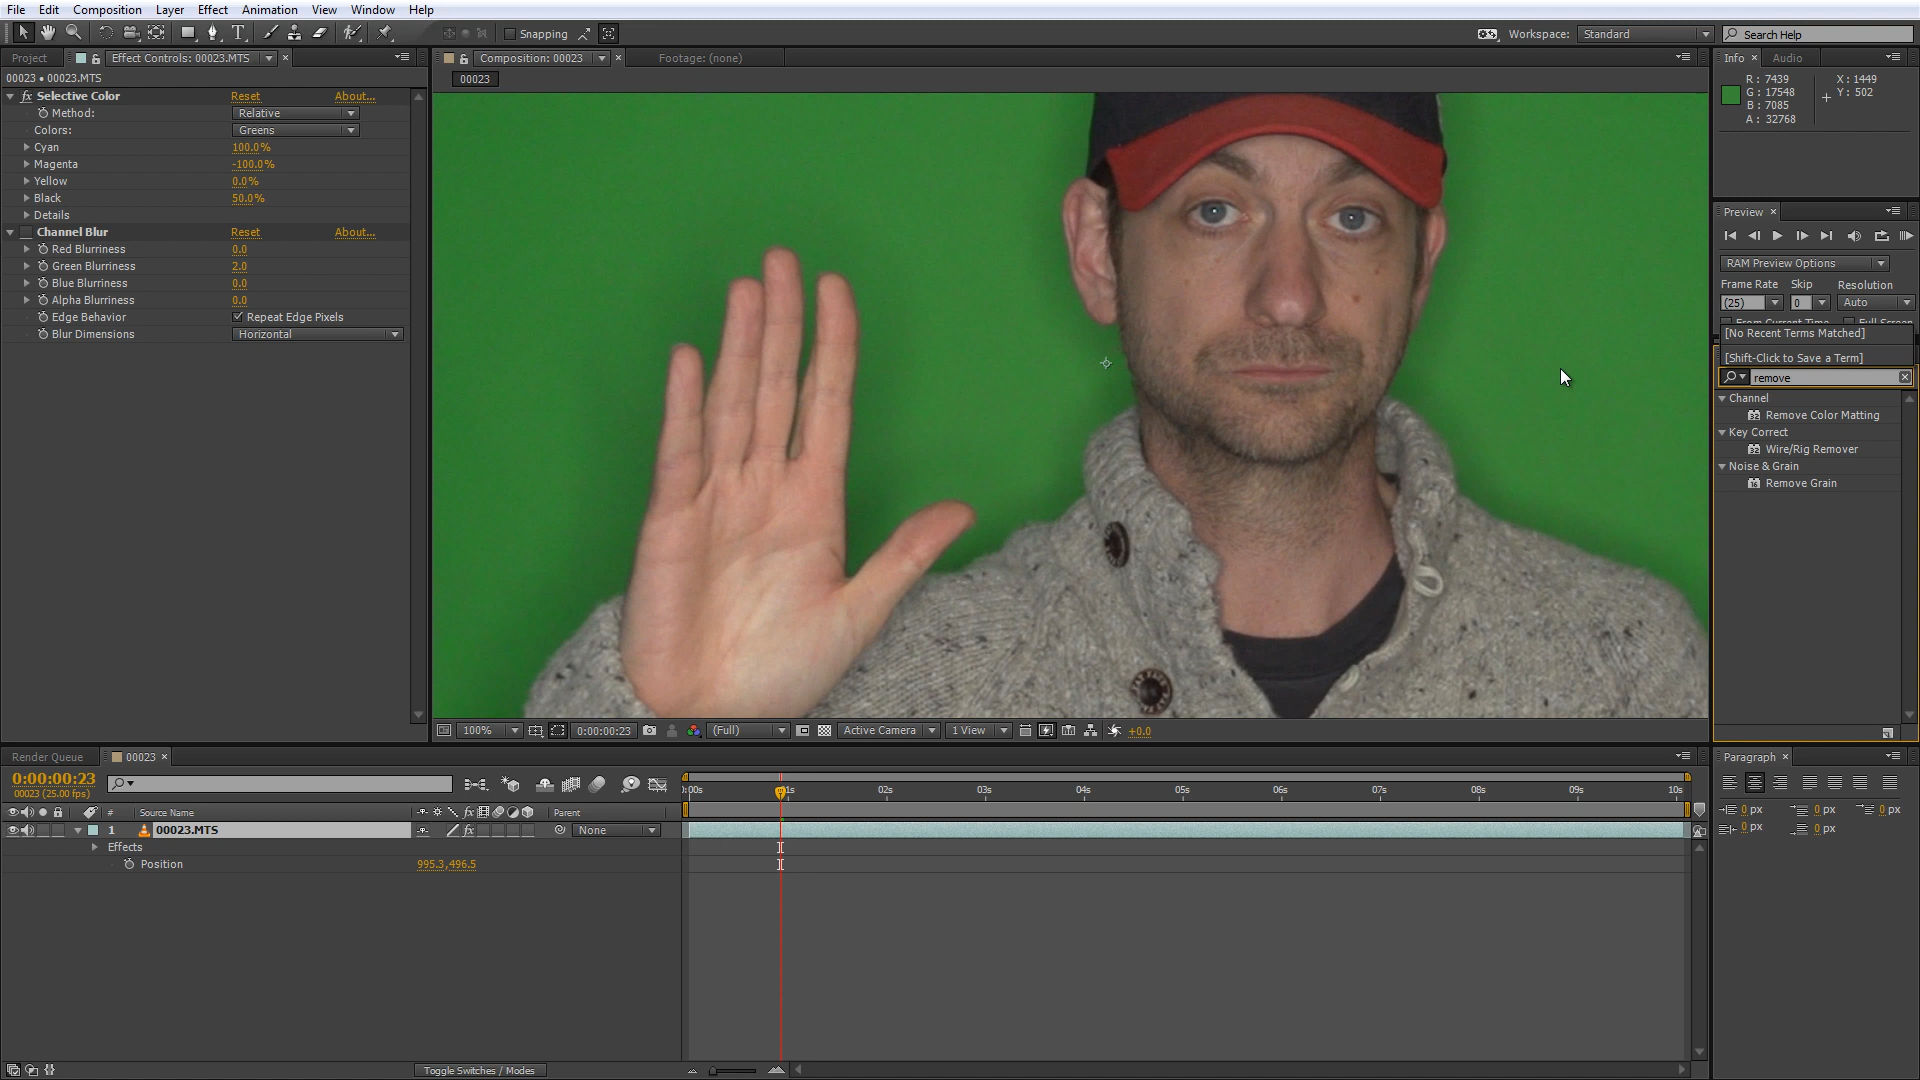 File Edit Composition Layer Effect Animation View Window Help
Snapping Workspace: Standard Search Help
Project Effect Controls: 00023.MTS
00023 • 00023.MTS
fx Selective Color Reset About...
Method: Relative
Colors: Greens
Cyan 100.0%
Magenta -100.0%
Yellow 0.0%
Black 50.0%
Details
Channel Blur Reset About...
Red Blurriness 0.0
Green Blurriness 2.0
Blue Blurriness 0.0
Alpha Blurriness 0.0
Edge Behavior Repeat Edge Pixels
Blur Dimensions Horizontal
Composition: 00023 Footage: (none)
00023
100% 0:00:00:23 (Full) Active Camera 1 View +0.0
Info Audio
R : 7439 X : 1449
G : 17548 Y : 502
B : 7085
A : 32768
Preview
RAM Preview Options
Frame Rate Skip Resolution
(25) 0 Auto
From Current Time Full Screen
[No Recent Terms Matched]
[Shift-Click to Save a Term]
remove
Channel
Remove Color Matting
Key Correct
Wire/Rig Remover
Noise & Grain
Remove Grain
Render Queue 00023
0:00:00:23
00023 (25.00 fps)
:00s 1s 02s 03s 04s 05s 06s 07s 08s 09s 10s
# Source Name fx Parent
1 00023.MTS fx None
Effects
Position 995.3,496.5
Toggle Switches / Modes
Paragraph
0 px 0 px 0 px
0 px 0 px